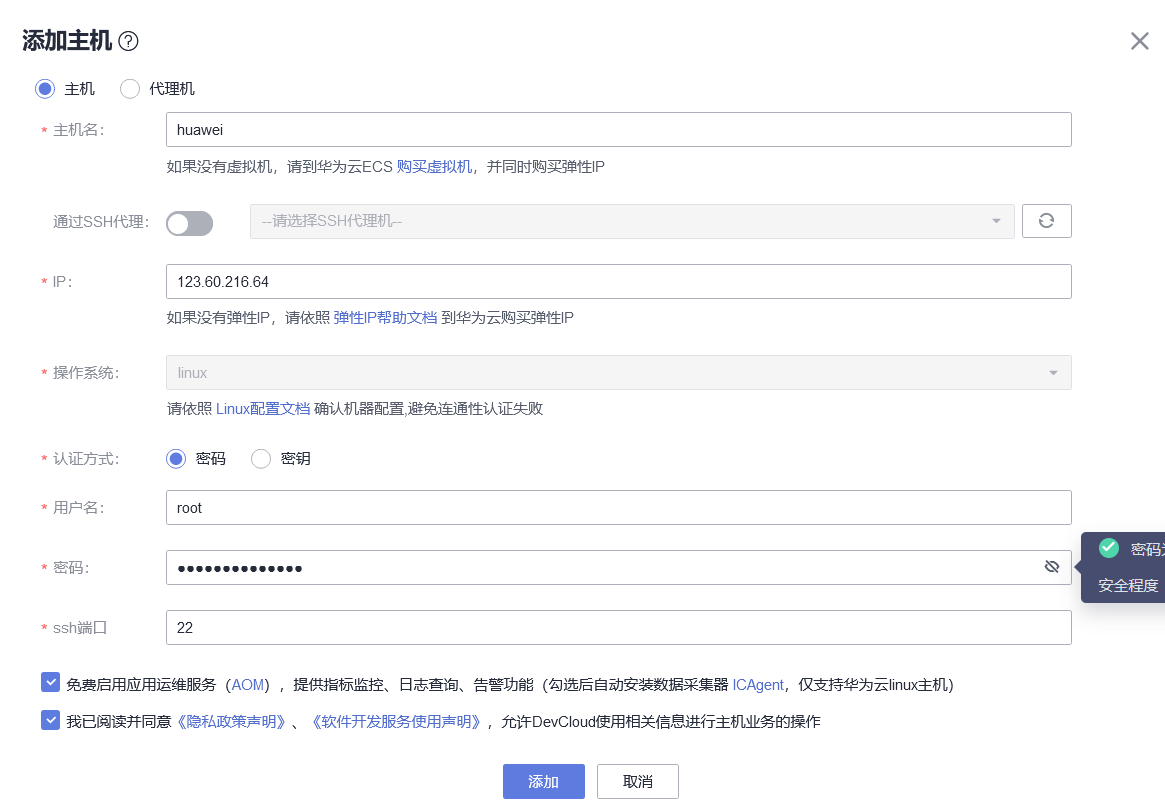 添加主机
主机 代理机
* 主机名: huawei
如果没有虚拟机，请到华为云ECS 购买虚拟机，并同时购买弹性IP
通过SSH代理: --请选择SSH代理机--
* IP: 123.60.216.64
如果没有弹性IP，请依照 弹性IP帮助文档 到华为云购买弹性IP
* 操作系统: linux
请依照 Linux配置文档 确认机器配置,避免连通性认证失败
* 认证方式: 密码 密钥
* 用户名: root
* 密码: ●●●●●●●●●●●●●●
密码
安全程度
* ssh端口 22
免费启用应用运维服务（AOM），提供指标监控、日志查询、告警功能（勾选后自动安装数据采集器 ICAgent，仅支持华为云linux主机）
我已阅读并同意《隐私政策声明》、《软件开发服务使用声明》，允许DevCloud使用相关信息进行主机业务的操作
添加 取消